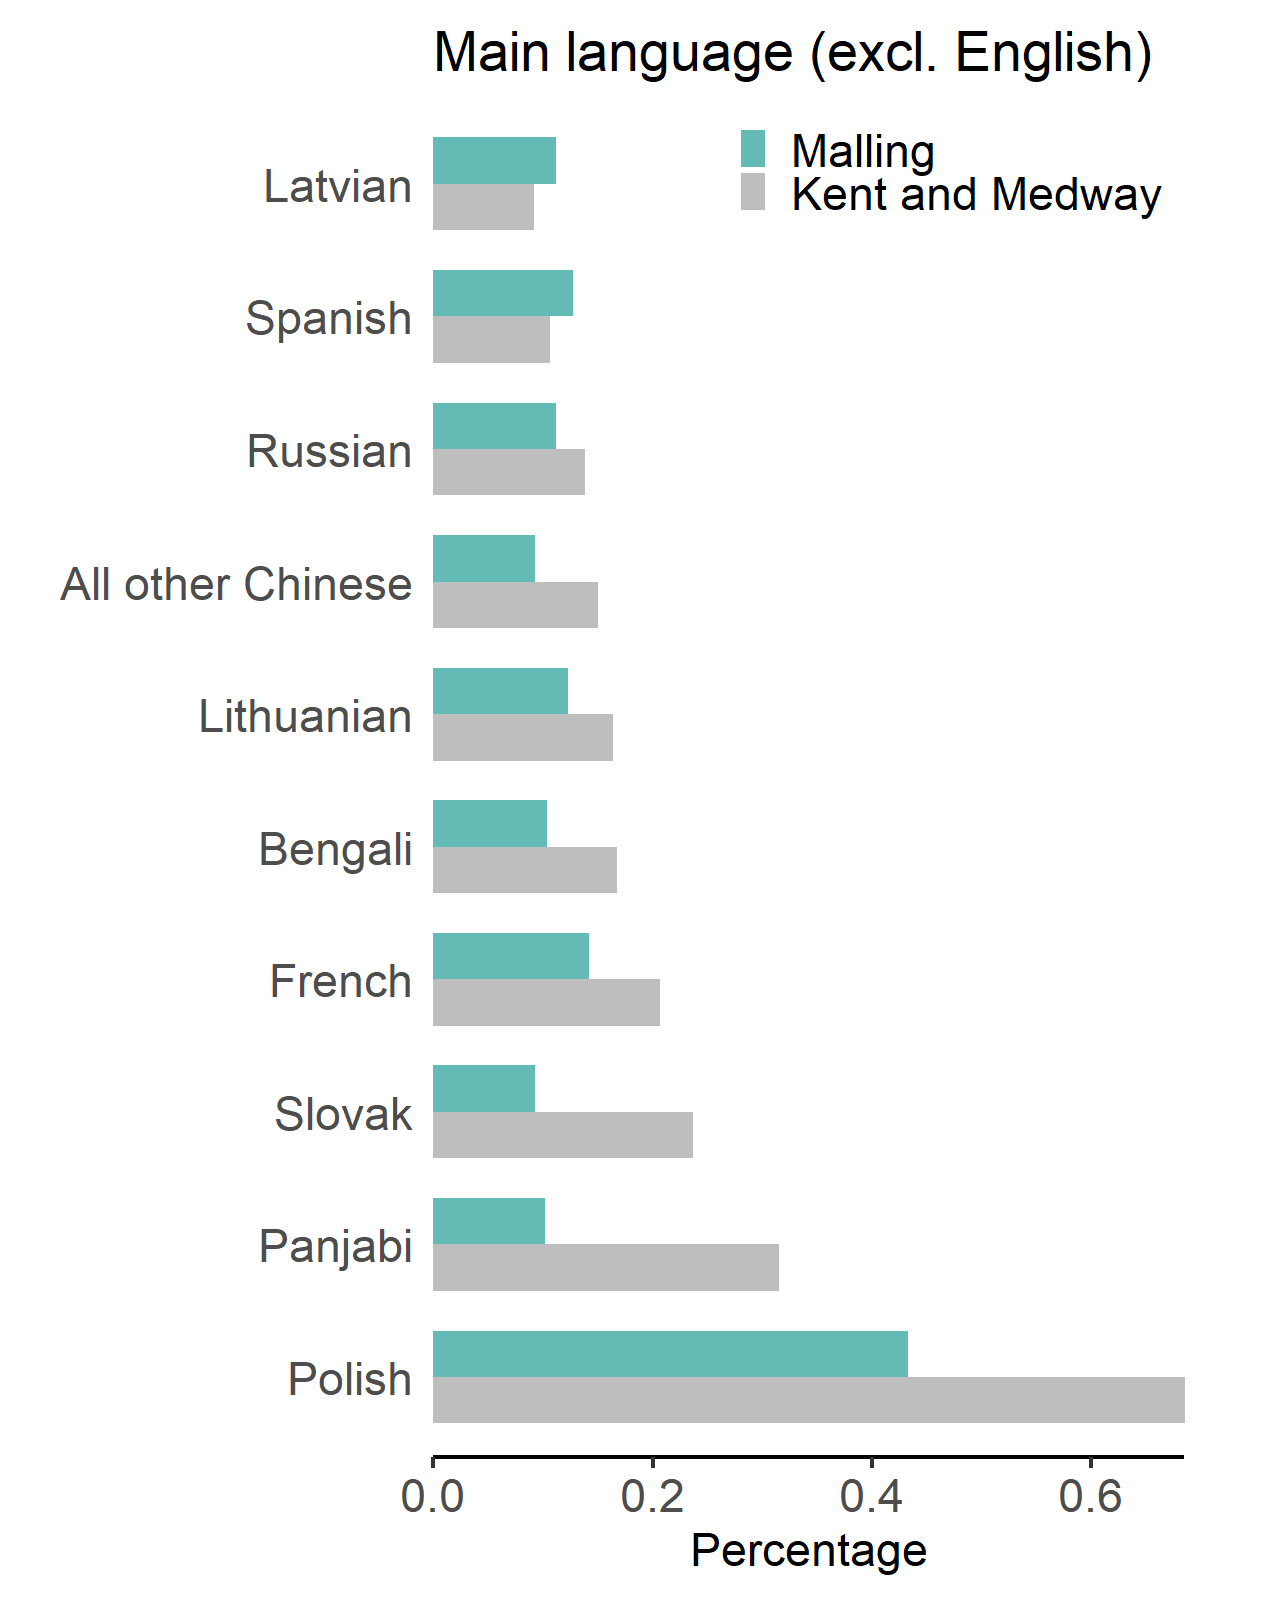 Main language (excl. English)
Malling
Kent and Medway
Latvian
Spanish
Russian
All other Chinese
Lithuanian
Bengali
French
Slovak
Panjabi
Polish
0.0 0.2 0.4 0.6
Percentage